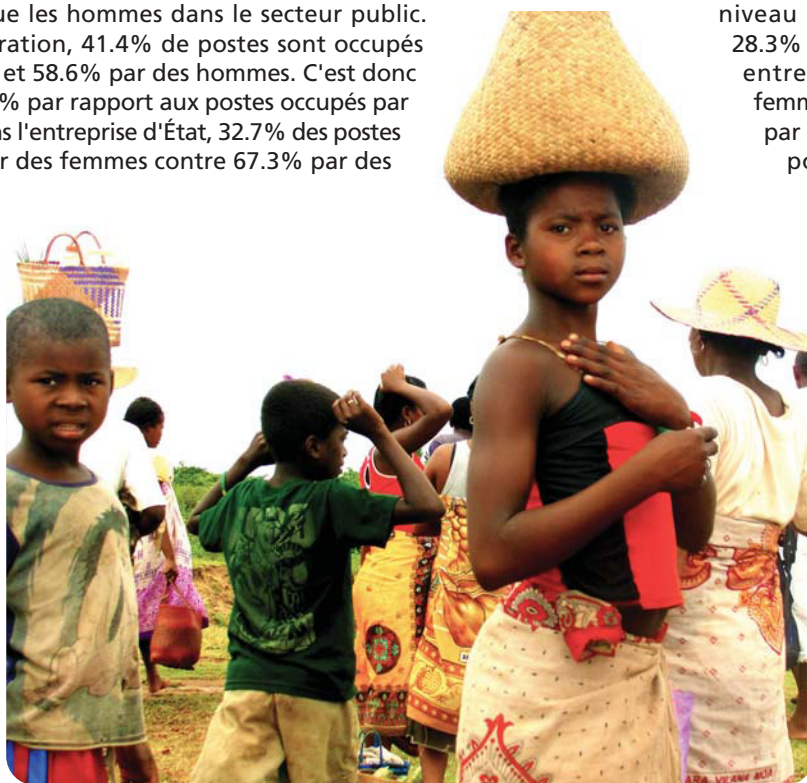 ue les hommes dans le secteur public.
ration, 41.4% de postes sont occupés
et 58.6% par des hommes. C'est donc
% par rapport aux postes occupés par
s l'entreprise d'État, 32.7% des postes
r des femmes contre 67.3% par des
niveau
28.3%
entre
femm
par
po